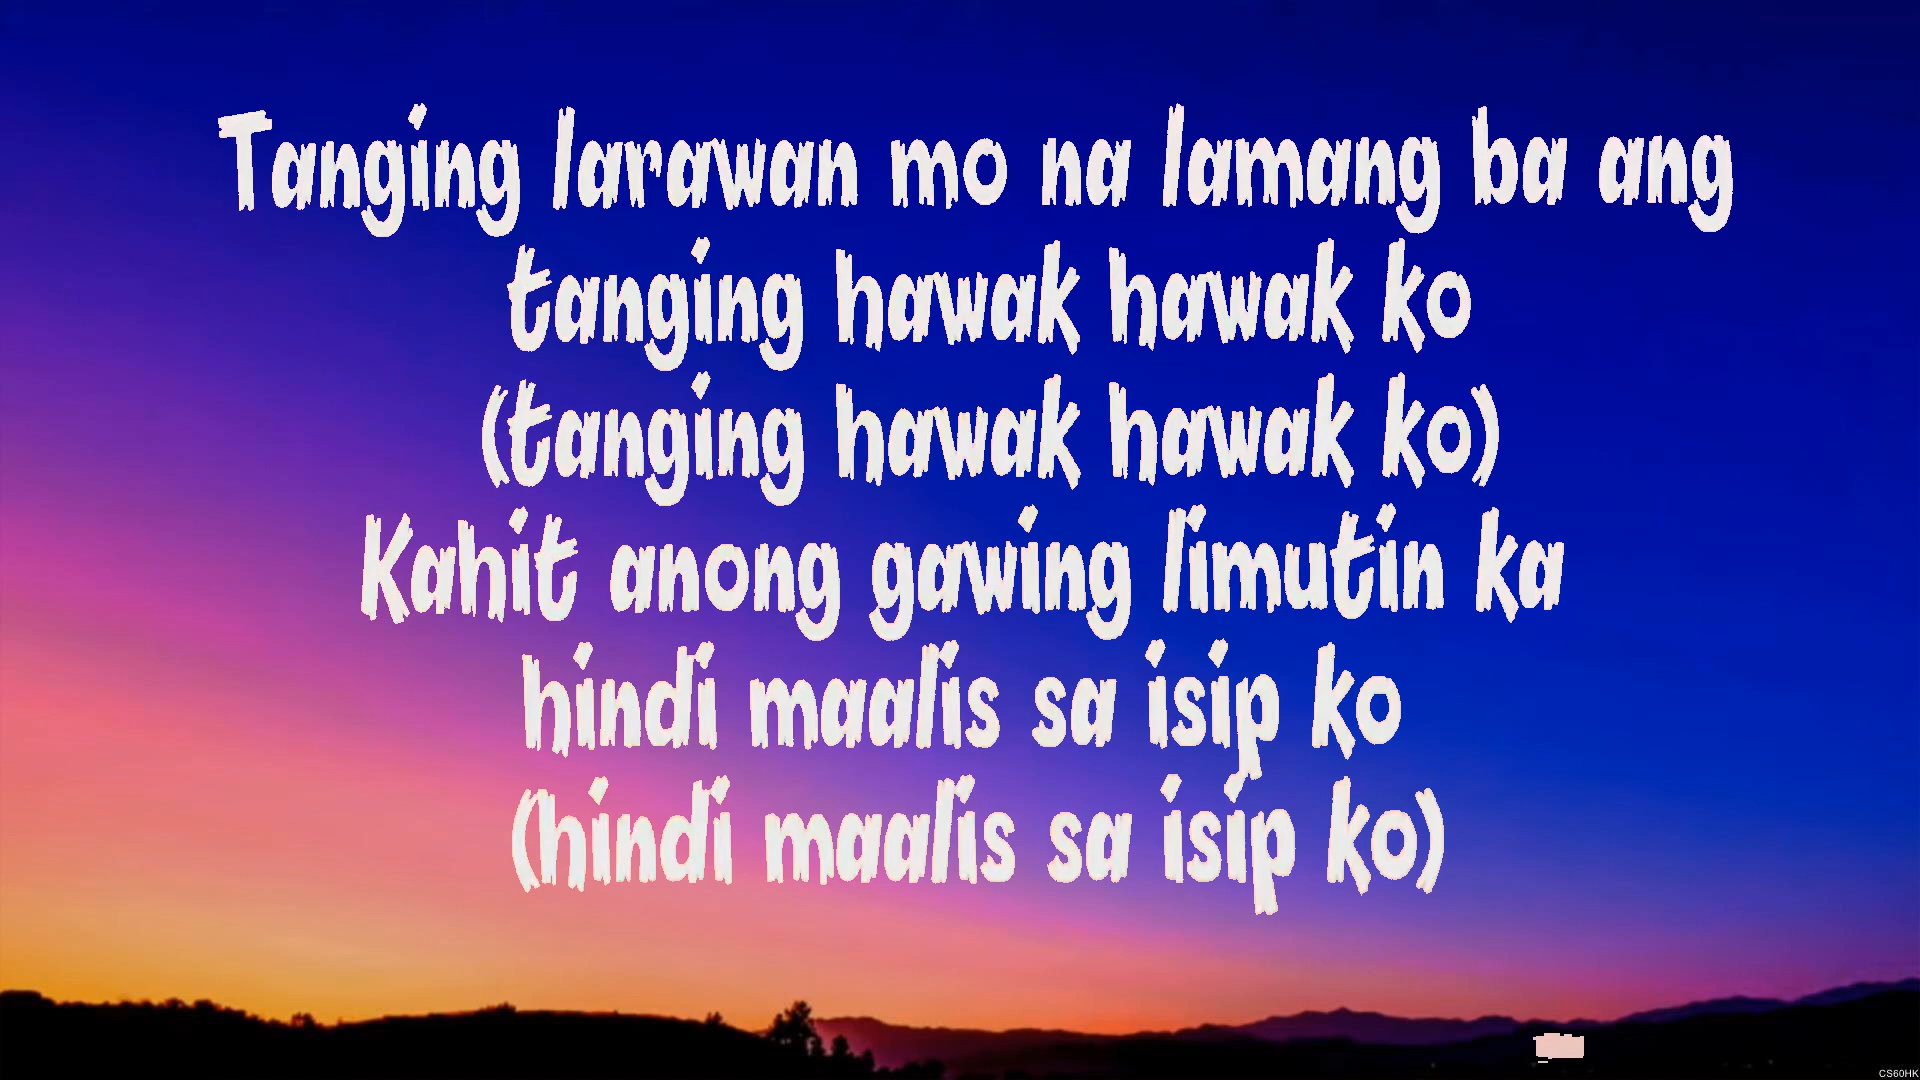 Tanging larawan mo na lamang ba ang
tanging hawak hawak ko
(tanging hawak hawak ko)
Kahit anong gawing limutin ka
hindi maalis sa isip ko
(hindi maalis sa isip ko)
CS60HK